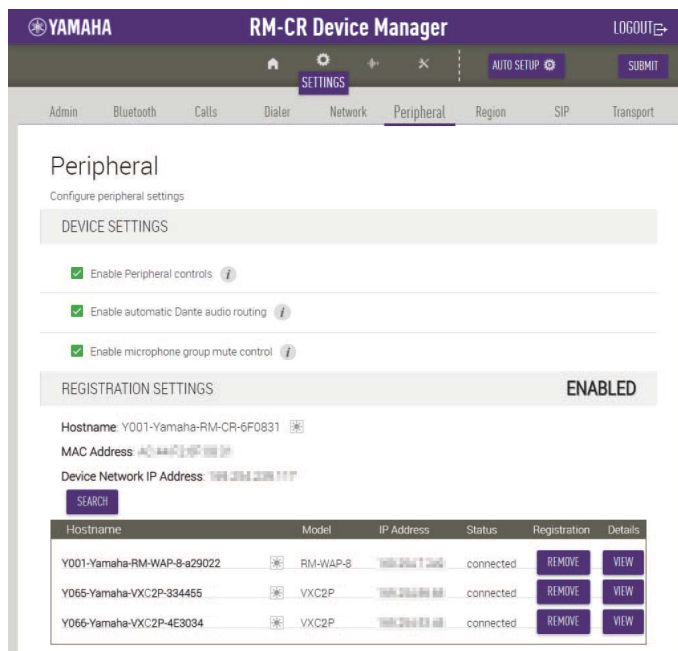 YAMAHA RM-CR Device Manager LOGOUT
SETTINGS AUTO SETUP SUBMIT
Admin Bluetooth Calls Dialer Network Peripheral Region SIP Transport
Peripheral
Configure peripheral settings
DEVICE SETTINGS
Enable Peripheral controls i
Enable automatic Dante audio routing i
Enable microphone group mute control i
REGISTRATION SETTINGS ENABLED
Hostname: Y001-Yamaha-RM-CR-6F0831
MAC Address:
Device Network IP Address:
SEARCH
Hostname Model IP Address Status Registration Details
Y001-Yamaha-RM-WAP-8-a29022 RM-WAP-8 connected REMOVE VIEW
Y065-Yamaha-VXC2P-334455 VXC2P connected REMOVE VIEW
Y066-Yamaha-VXC2P-4E3034 VXC2P connected REMOVE VIEW